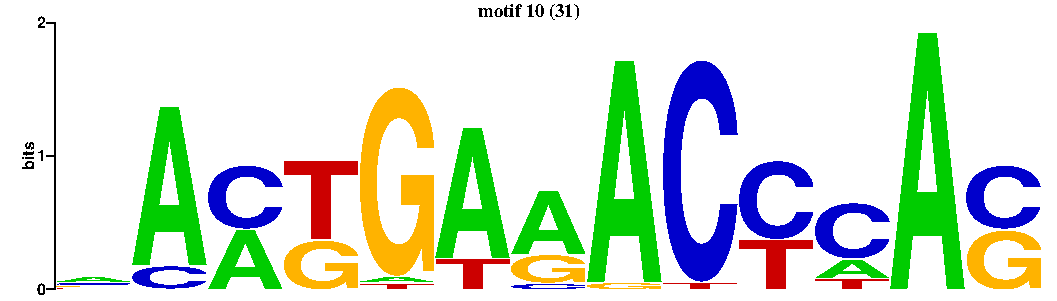 motif 10 (31)
2
bits
1
0
A A C T G A A A C C C A C
C A G A T G G T T A G
C T